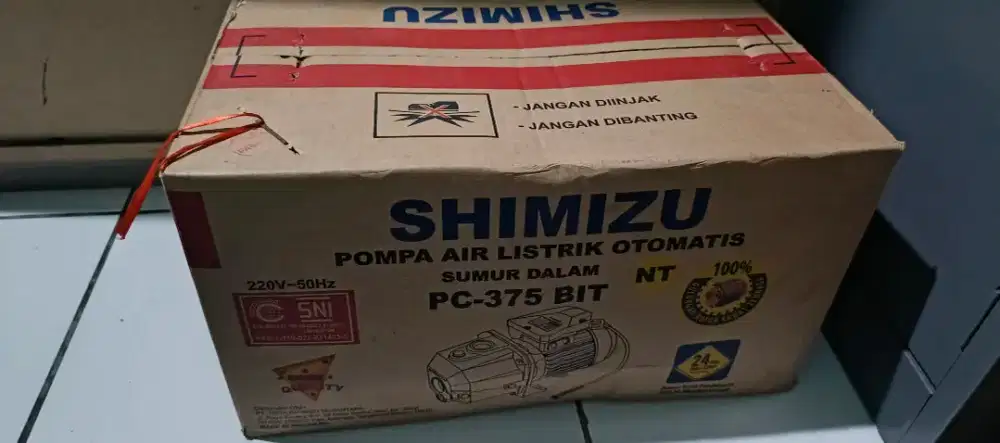 SHIMIZU
- JANGAN DIINJAK
- JANGAN DIBANTING
SHIMIZU
POMPA AIR LISTRIK OTOMATIS
SUMUR DALAM
PC-375 BIT
NT
100%
220V~50Hz
SNI
24
QUALITY